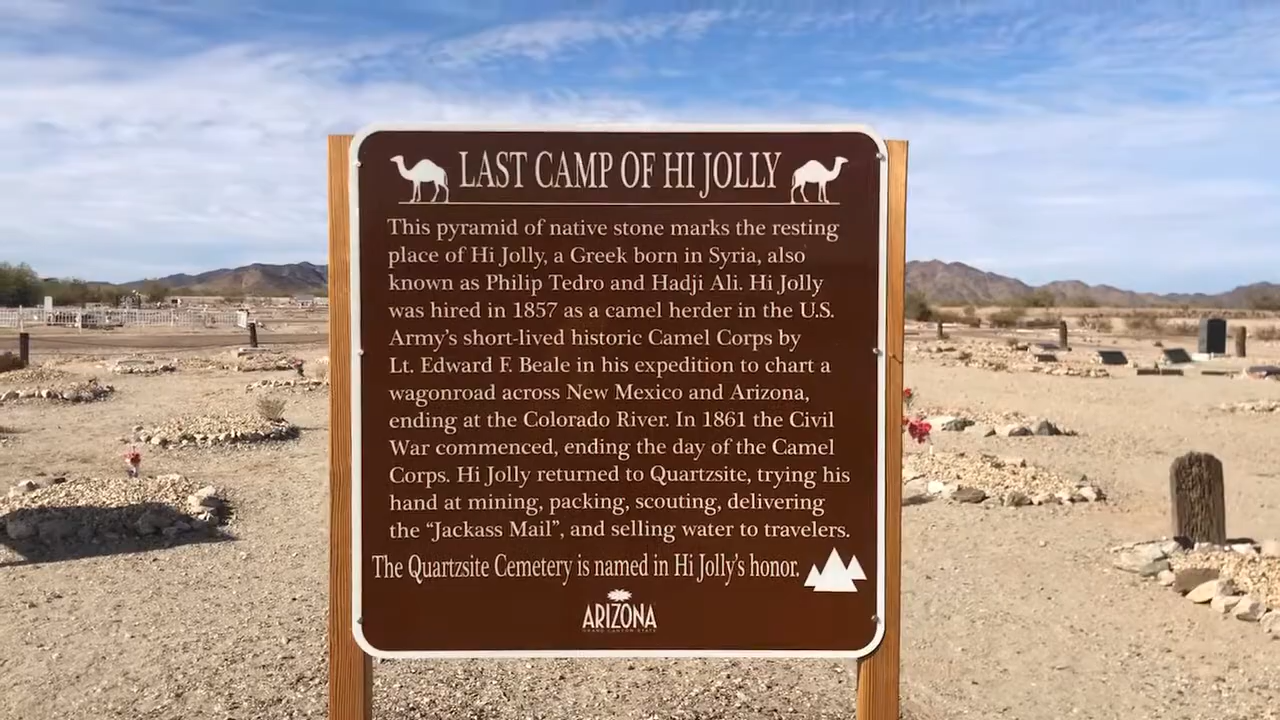 LAST CAMP OF HI JOLLY
This pyramid of native stone marks the resting
place of Hi Jolly, a Greek born in Syria, also
known as Philip Tedro and Hadji Ali. Hi Jolly
was hired in 1857 as a camel herder in the U.S.
Army's short-lived historic Camel Corps by
Lt. Edward F. Beale in his expedition to chart a
wagonroad across New Mexico and Arizona,
ending at the Colorado River. In 1861 the Civil
War commenced, ending the day of the Camel
Corps. Hi Jolly returned to Quartzsite, trying his
hand at mining, packing, scouting, delivering
the “Jackass Mail”, and selling water to travelers.
The Quartzsite Cemetery is named in Hi Jolly's honor.
ARIZONA
GRAND CANYON STATE